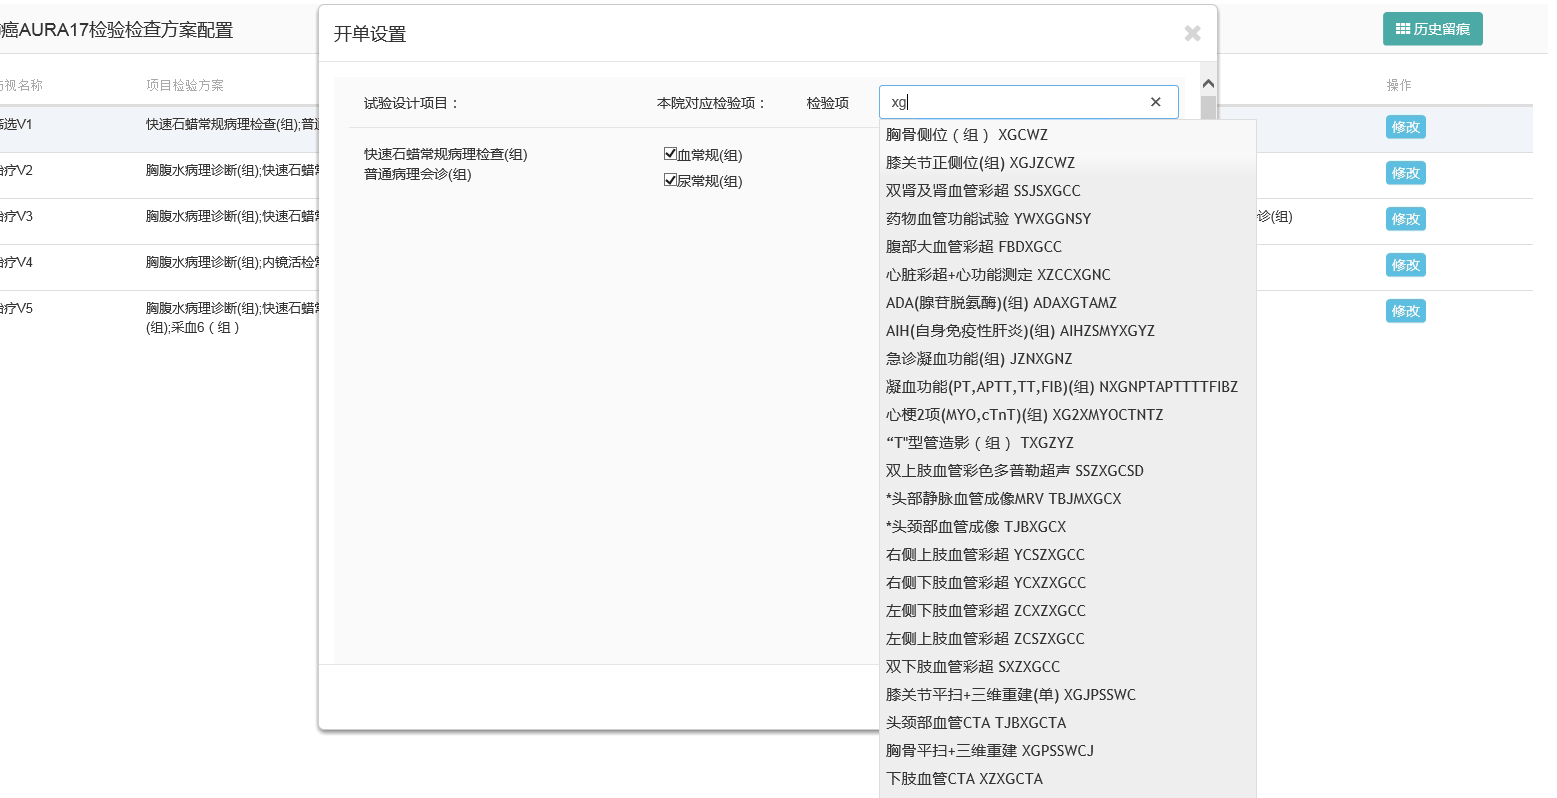 癌AURA17检验检查方案配置
历史留痕
开单设置
视名称
项目检验方案
操作
试验设计项目：
本院对应检验项：
检验项
xg
选V1
快速石蜡常规病理检查(组);普通
修改
疗V2
胸腹水病理诊断(组);快速石蜡常
修改
疗V3
胸腹水病理诊断(组);快速石蜡常
诊(组)
修改
疗V4
胸腹水病理诊断(组);内镜活检常
修改
疗V5
胸腹水病理诊断(组);快速石蜡常
(组);采血6（组）
修改
快速石蜡常规病理检查(组)
普通病理会诊(组)
血常规(组)
尿常规(组)
胸骨侧位（组） XGCWZ
膝关节正侧位(组) XGJZCWZ
双肾及肾血管彩超 SSJSXGCC
药物血管功能试验 YWXGGNSY
腹部大血管彩超 FBDXGCC
心脏彩超+心功能测定 XZCCXGNC
ADA(腺苷脱氨酶)(组) ADAXGTAMZ
AIH(自身免疫性肝炎)(组) AIHZSMYXGYZ
急诊凝血功能(组) JZNXGNZ
凝血功能(PT,APTT,TT,FIB)(组) NXGNPTAPTTTTFIBZ
心梗2项(MYO,cTnT)(组) XG2XMYOCTNTZ
“T"型管造影（组） TXGZYZ
双上肢血管彩色多普勒超声 SSZXGCSD
*头部静脉血管成像MRV TBJMXGCX
*头颈部血管成像 TJBXGCX
右侧上肢血管彩超 YCSZXGCC
右侧下肢血管彩超 YCXZXGCC
左侧下肢血管彩超 ZCXZXGCC
左侧上肢血管彩超 ZCSZXGCC
双下肢血管彩超 SXZXGCC
膝关节平扫+三维重建(单) XGJPSSWC
头颈部血管CTA TJBXGCTA
胸骨平扫+三维重建 XGPSSWCJ
下肢血管CTA XZXGCTA